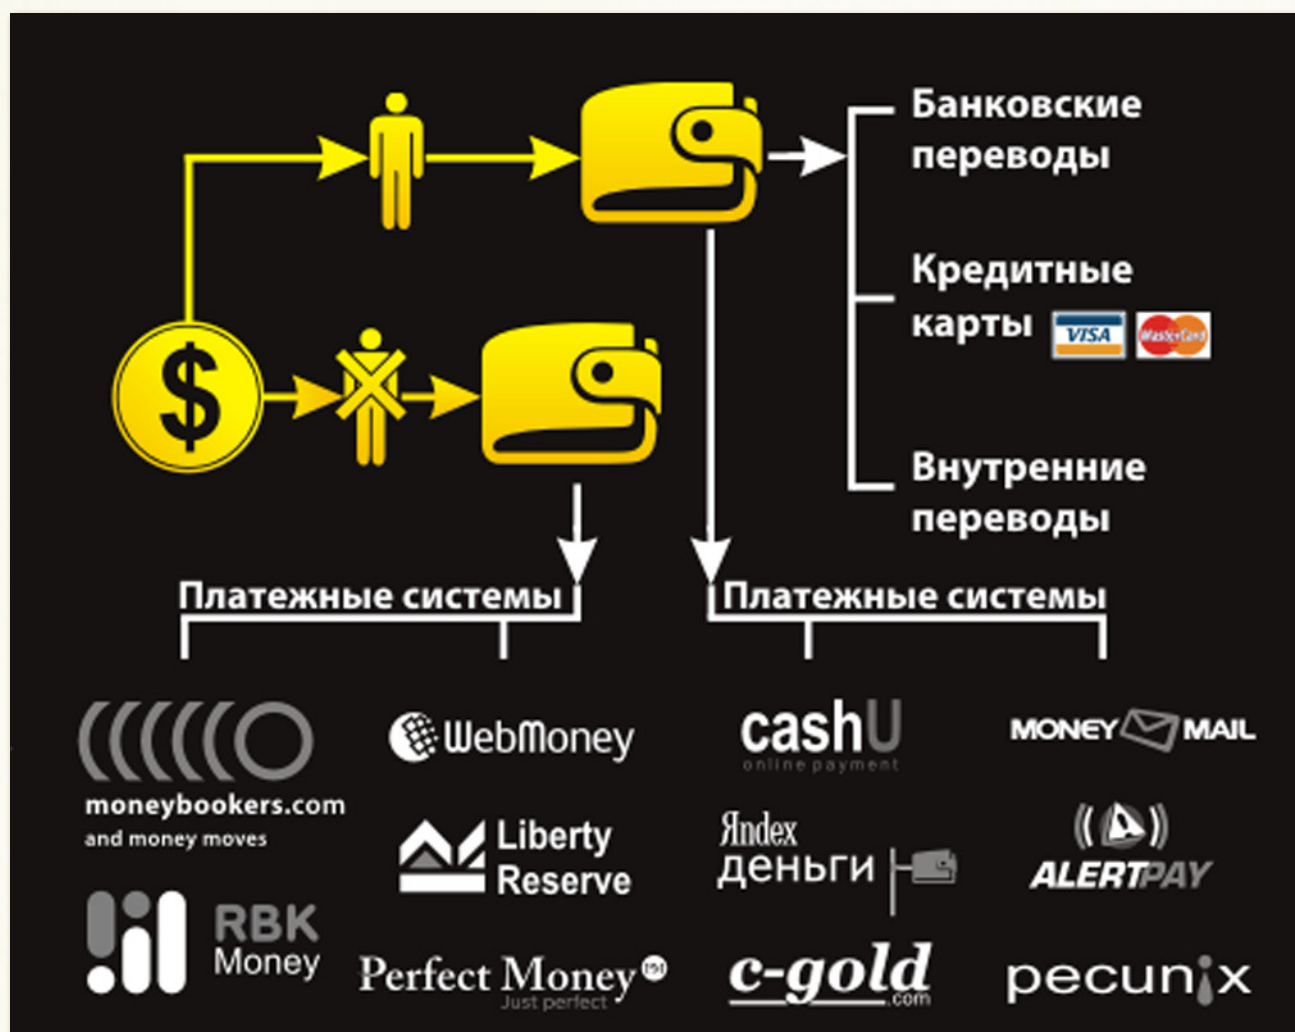 Банковские
переводы
Кредитные
карты
VISA
MasterCard
$
Внутренние
переводы
Платежные системы
Платежные системы
moneybookers.com
and money moves
WebMoney
cashU
online payment
MONEY MAIL
Liberty
Reserve
Яndex
деньги
ALERTPAY
RBK
Money
Perfect Money
Just perfect
c-gold
.com
pecunix